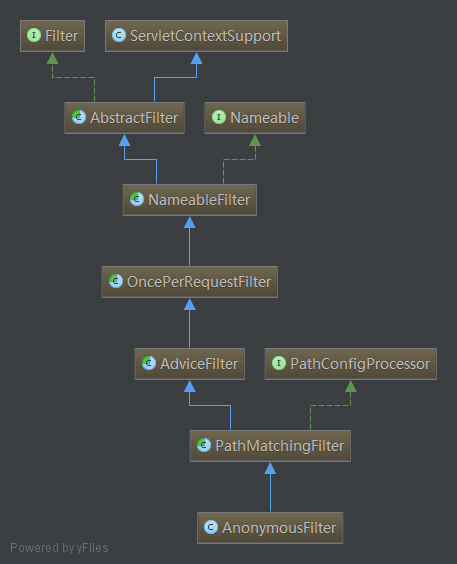 I Filter
C ServletContextSupport
C AbstractFilter
I Nameable
C NameableFilter
C OncePerRequestFilter
C AdviceFilter
I PathConfigProcessor
C PathMatchingFilter
C AnonymousFilter
Powered by yFiles